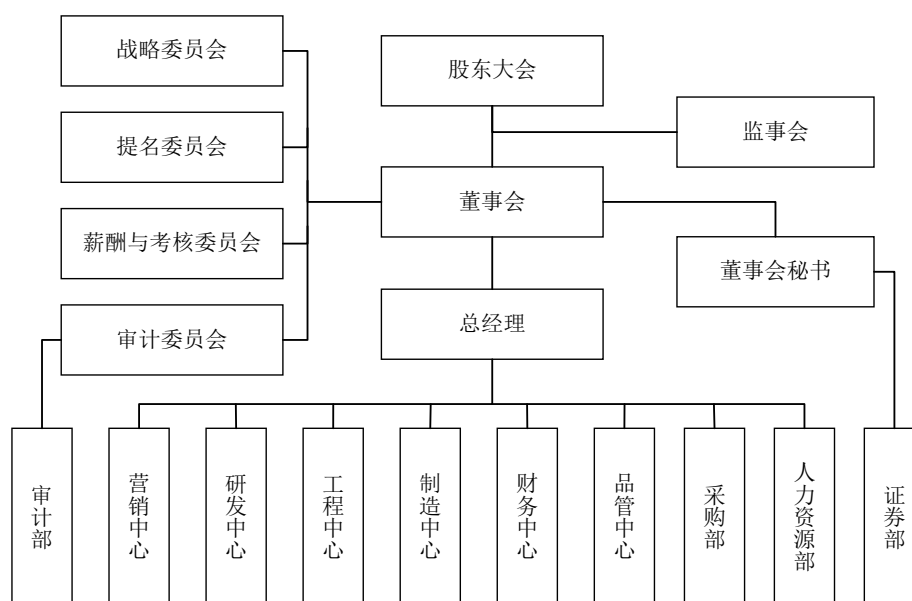 战略委员会
股东大会
提名委员会
监事会
董事会
薪酬与考核委员会
董事会秘书
总经理
审计委员会
审计部
营销中心
研发中心
工程中心
制造中心
财务中心
品管中心
采购部
人力资源部
证券部